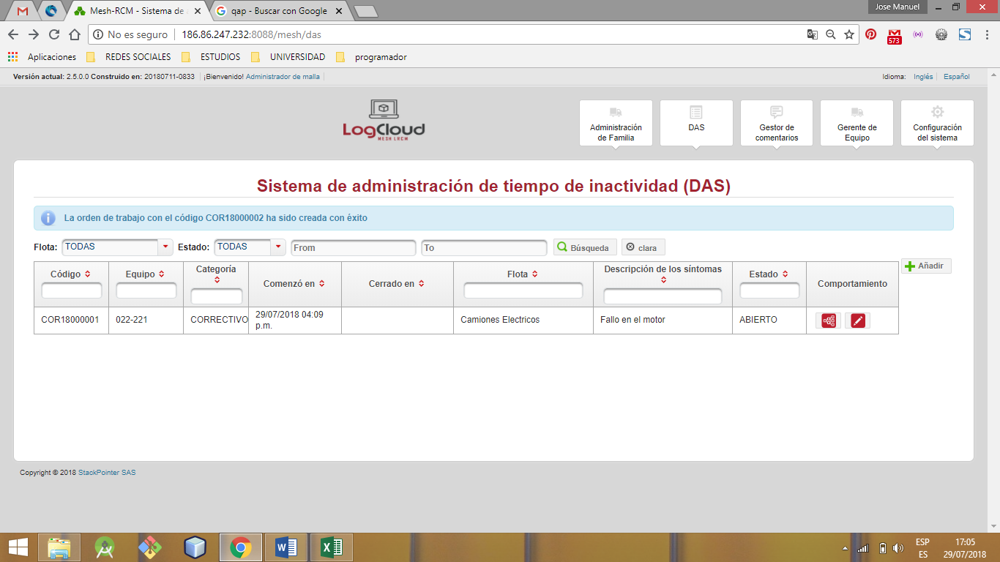 Jose Manuel
Mesh-RCM - Sistema de
qap - Buscar con Google
No es seguro 186.86.247.232:8088/mesh/das
573
Aplicaciones REDES SOCIALES ESTUDIOS UNIVERSIDAD programador
Versión actual: 2.5.0.0 Construido en: 20180711-0833 ¡Bienvenido! Administrador de malla
Idioma: Inglés Español
LogCloud
MESH LRCM
Administración de Familia
DAS
Gestor de comentarios
Gerente de Equipo
Configuración del sistema
Sistema de administración de tiempo de inactividad (DAS)
La orden de trabajo con el código COR18000002 ha sido creada con éxito
Flota: TODAS Estado: TODAS From To Búsqueda clara
Añadir
Código Equipo Categoría Comenzó en Cerrado en Flota Descripción de los síntomas Estado Comportamiento
COR18000001 022-221 CORRECTIVO 29/07/2018 04:09 p.m. Camiones Electricos Fallo en el motor ABIERTO
Copyright © 2018 StackPointer SAS
ESP
ES
17:05
29/07/2018